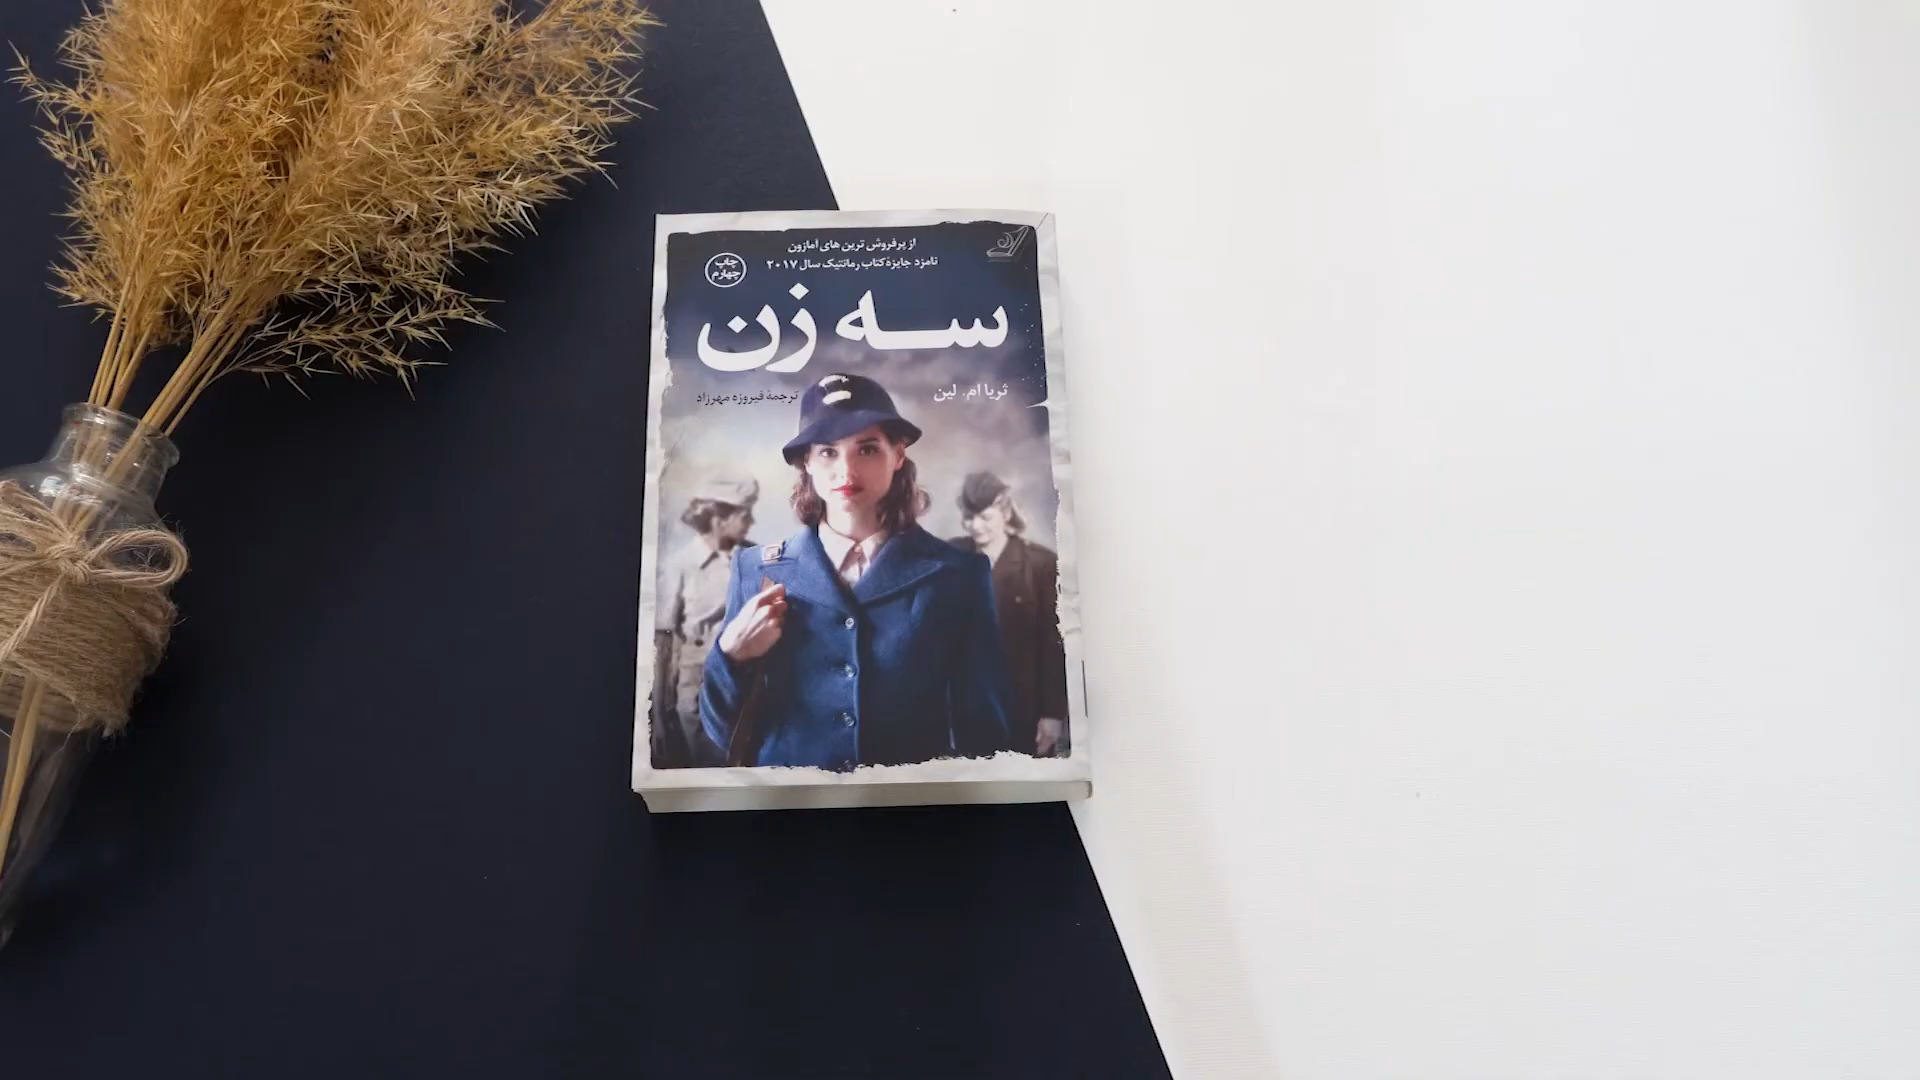 از پرفروش ترین های آمازون
نامزد جایزهٔ کتاب رمانتیک سال ۲۰۱۷
چاپ
چهارم
سه زن
ثریا ام. لین
ترجمهٔ فیروزه مهرزاد